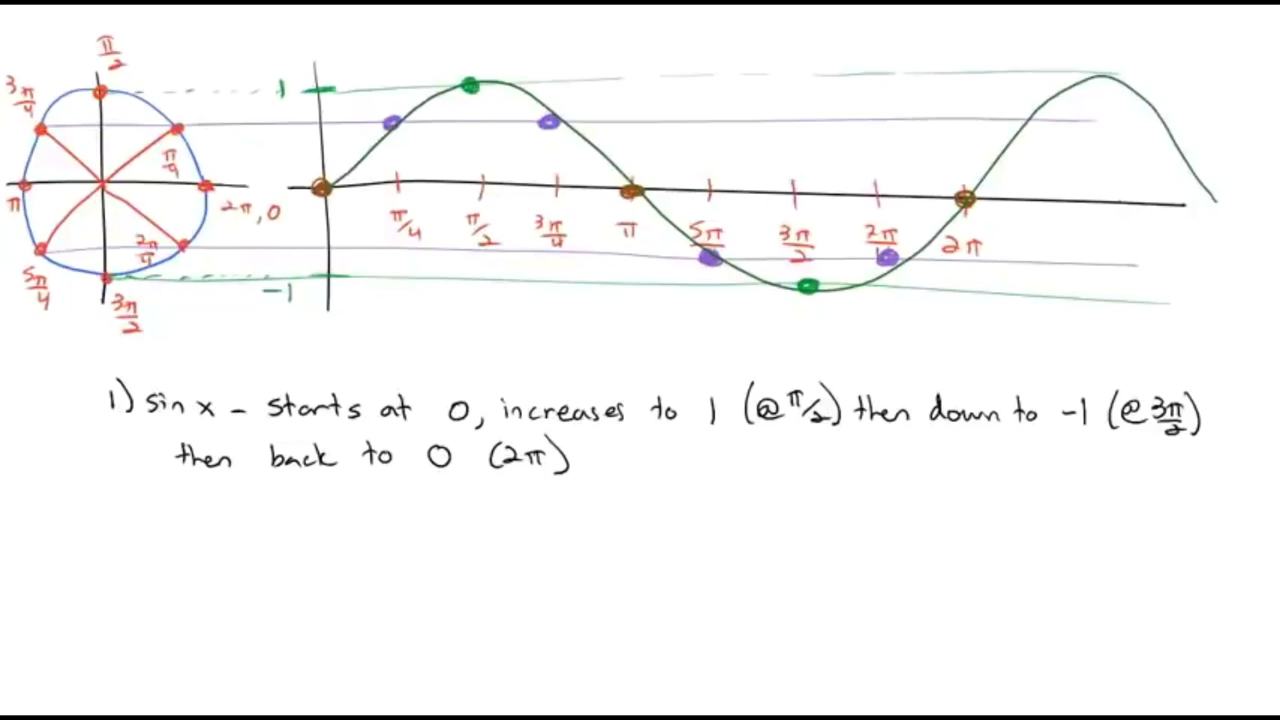 π/2
3π/4
π/4
π
2π, 0
5π/4
2π/4
3π/2
1
-1
π/4
π/2
3π/4
π
5π/4
3π/2
2π/4
2π
1) sin x - starts at 0, increases to 1 (@ π/2) then down to -1 (@ 3π/2)
then back to 0 (2π)